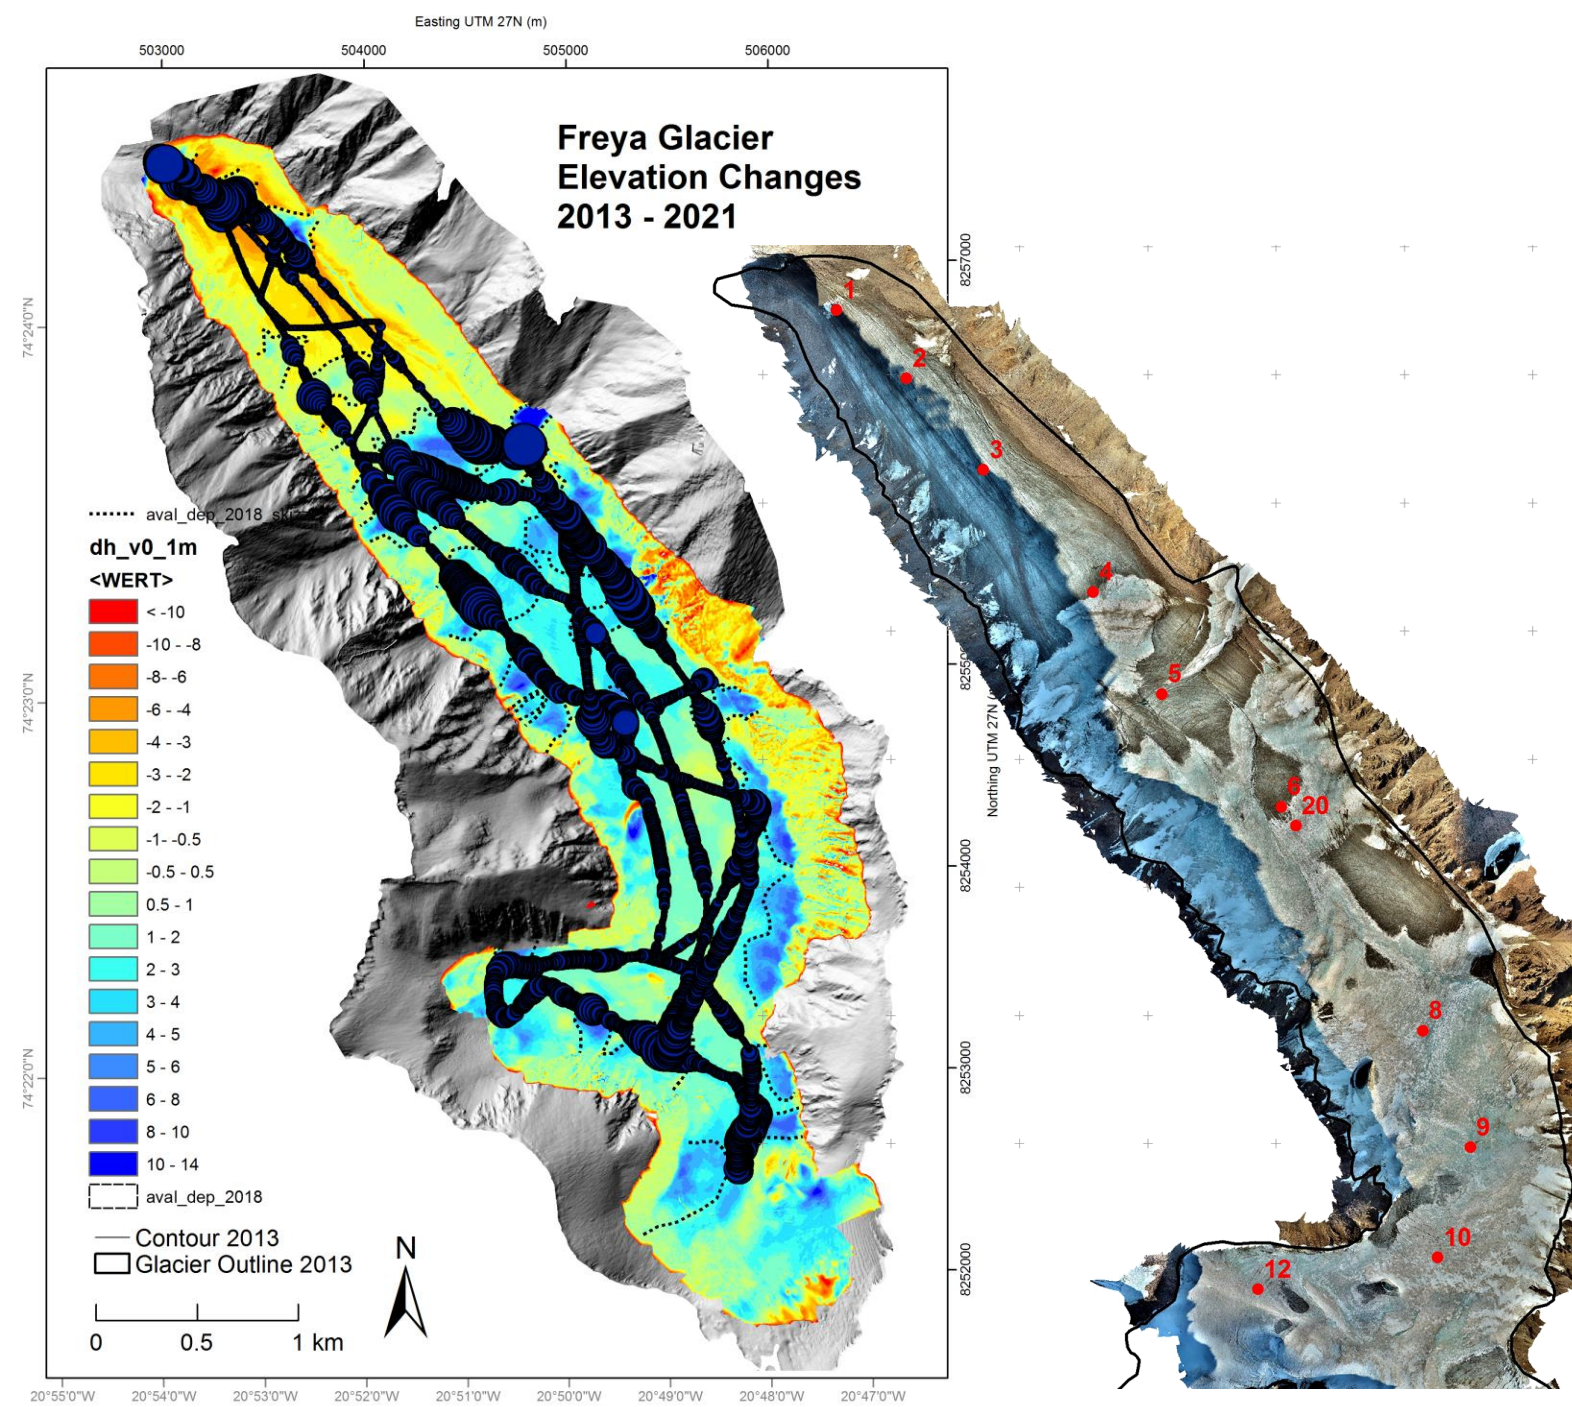 Easting UTM 27N (m)
503000 504000 505000 506000
Freya Glacier
Elevation Changes
2013 - 2021
8257000
74°24'0"N
1
2
3
4
5
6
20
8
9
10
12
aval_dep_2018
dh_v0_1m
<WERT>
< -10
-10 - -8
-8- -6
-6 - -4
-4 - -3
-3 - -2
-2 - -1
-1- -0.5
-0.5 - 0.5
0.5 - 1
1 - 2
2 - 3
3 - 4
4 - 5
5 - 6
6 - 8
8 - 10
10 - 14
aval_dep_2018
Contour 2013
Glacier Outline 2013
N
0 0.5 1 km
74°23'0"N
74°22'0"N
Northing UTM 27N
8254000
8253000
8252000
20°55'0"W 20°54'0"W 20°53'0"W 20°52'0"W 20°51'0"W 20°50'0"W 20°49'0"W 20°48'0"W 20°47'0"W